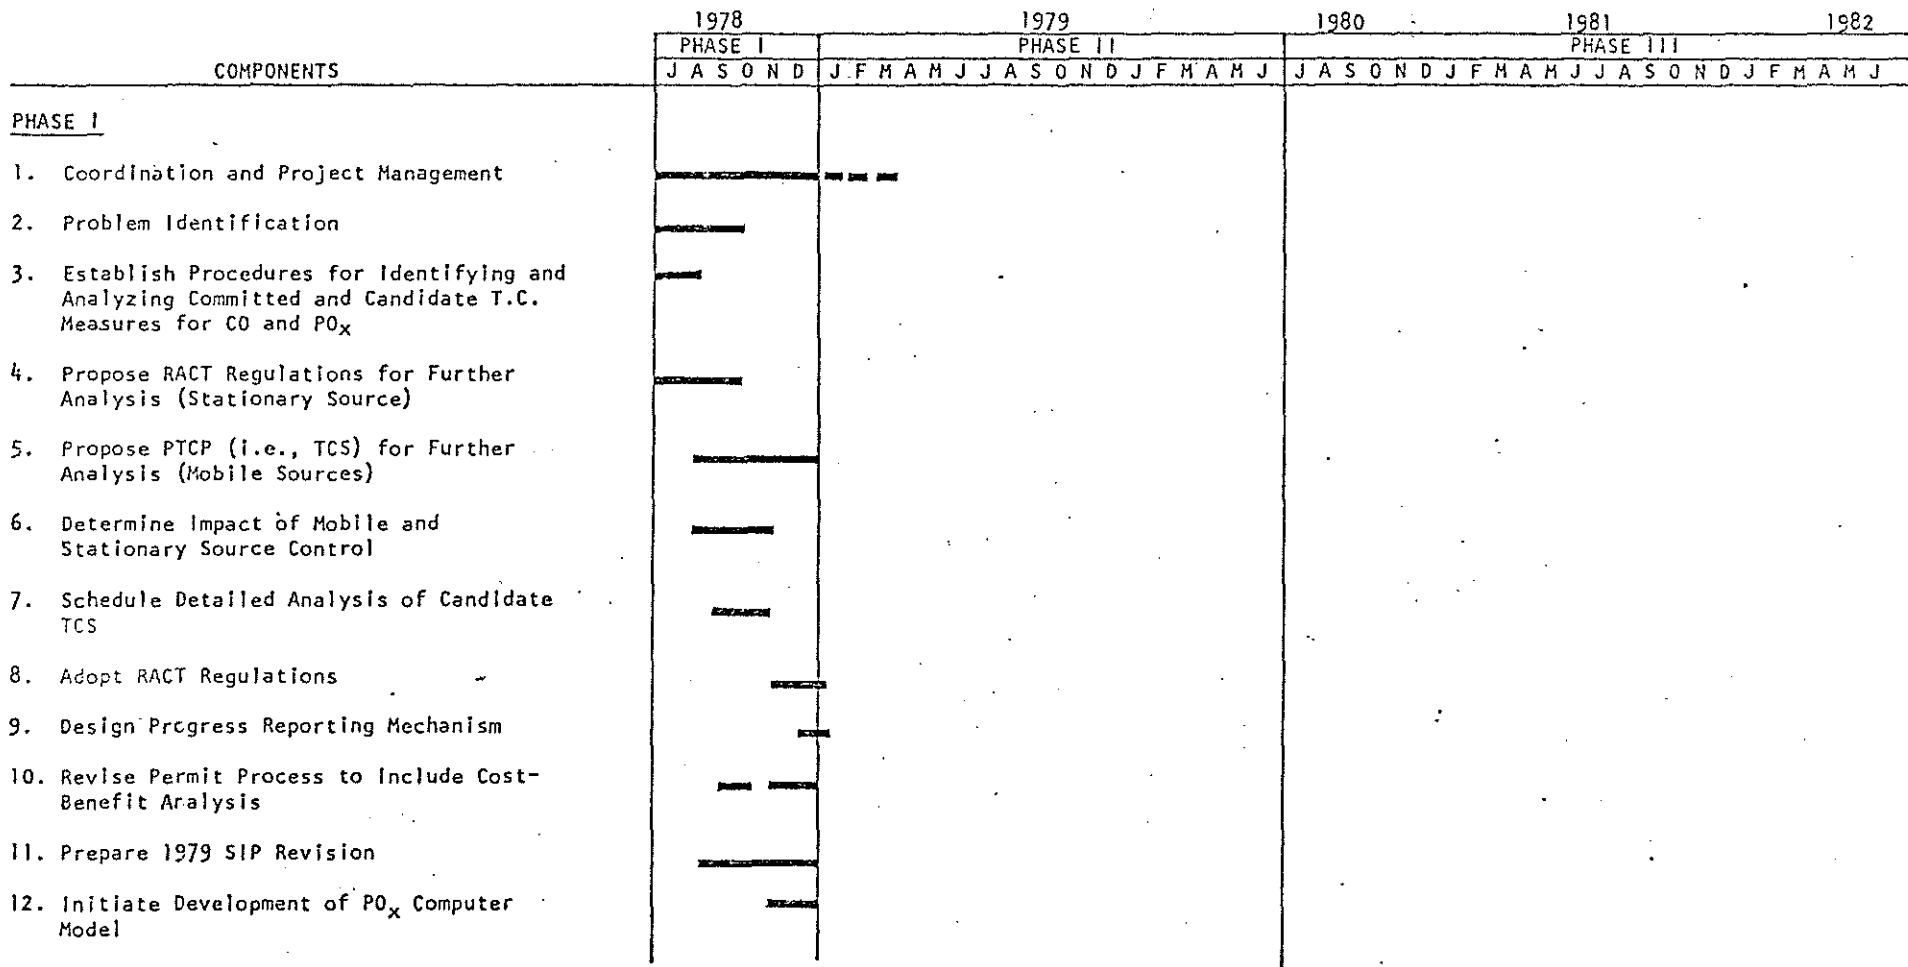 1978 1979 1980 1981 1982
PHASE I PHASE II PHASE III
COMPONENTS J A S O N D J F M A M J J A S O N D J F M A M J J A S O N D J F M A M J J A S O N D J F M A M J
PHASE I
1. Coordination and Project Management
2. Problem Identification
3. Establish Procedures for Identifying and
Analyzing Committed and Candidate T.C.
Measures for CO and POx
4. Propose RACT Regulations for Further
Analysis (Stationary Source)
5. Propose PTCP (i.e., TCS) for Further
Analysis (Mobile Sources)
6. Determine Impact of Mobile and
Stationary Source Control
7. Schedule Detailed Analysis of Candidate
TCS
8. Adopt RACT Regulations
9. Design Progress Reporting Mechanism
10. Revise Permit Process to Include Cost-
Benefit Analysis
11. Prepare 1979 SIP Revision
12. Initiate Development of POx Computer
Model